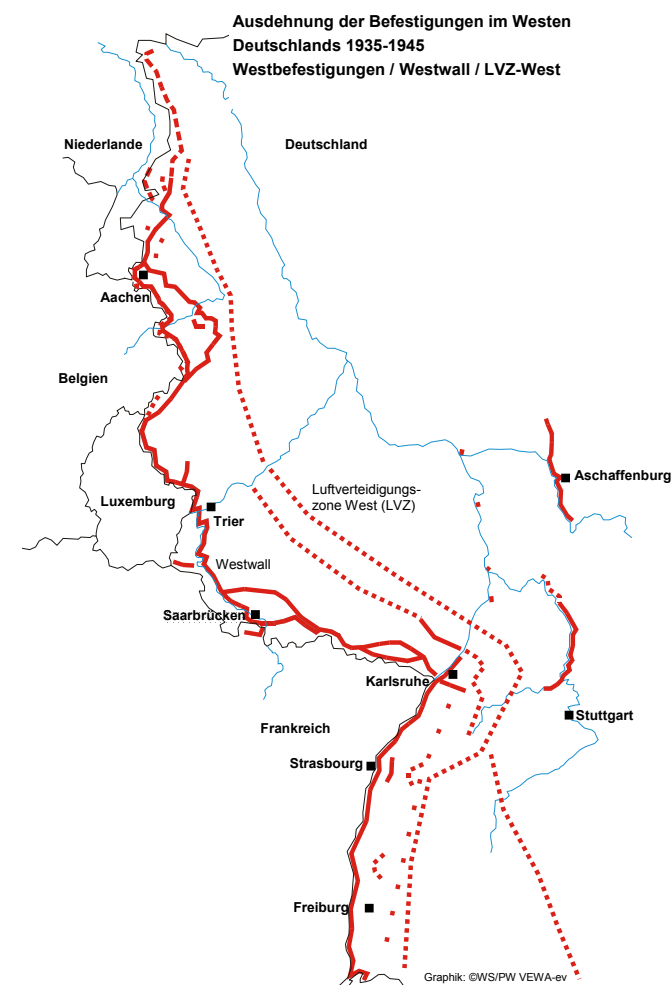 Ausdehnung der Befestigungen im Westen
Deutschlands 1935-1945
Westbefestigungen / Westwall / LVZ-West
Niederlande
Deutschland
Aachen
Belgien
Aschaffenburg
Luftverteidigungs-
zone West (LVZ)
Luxemburg
Trier
Westwall
Saarbrücken
Karlsruhe
Stuttgart
Frankreich
Strasbourg
Freiburg
Graphik: ©WS/PW VEWA-ev